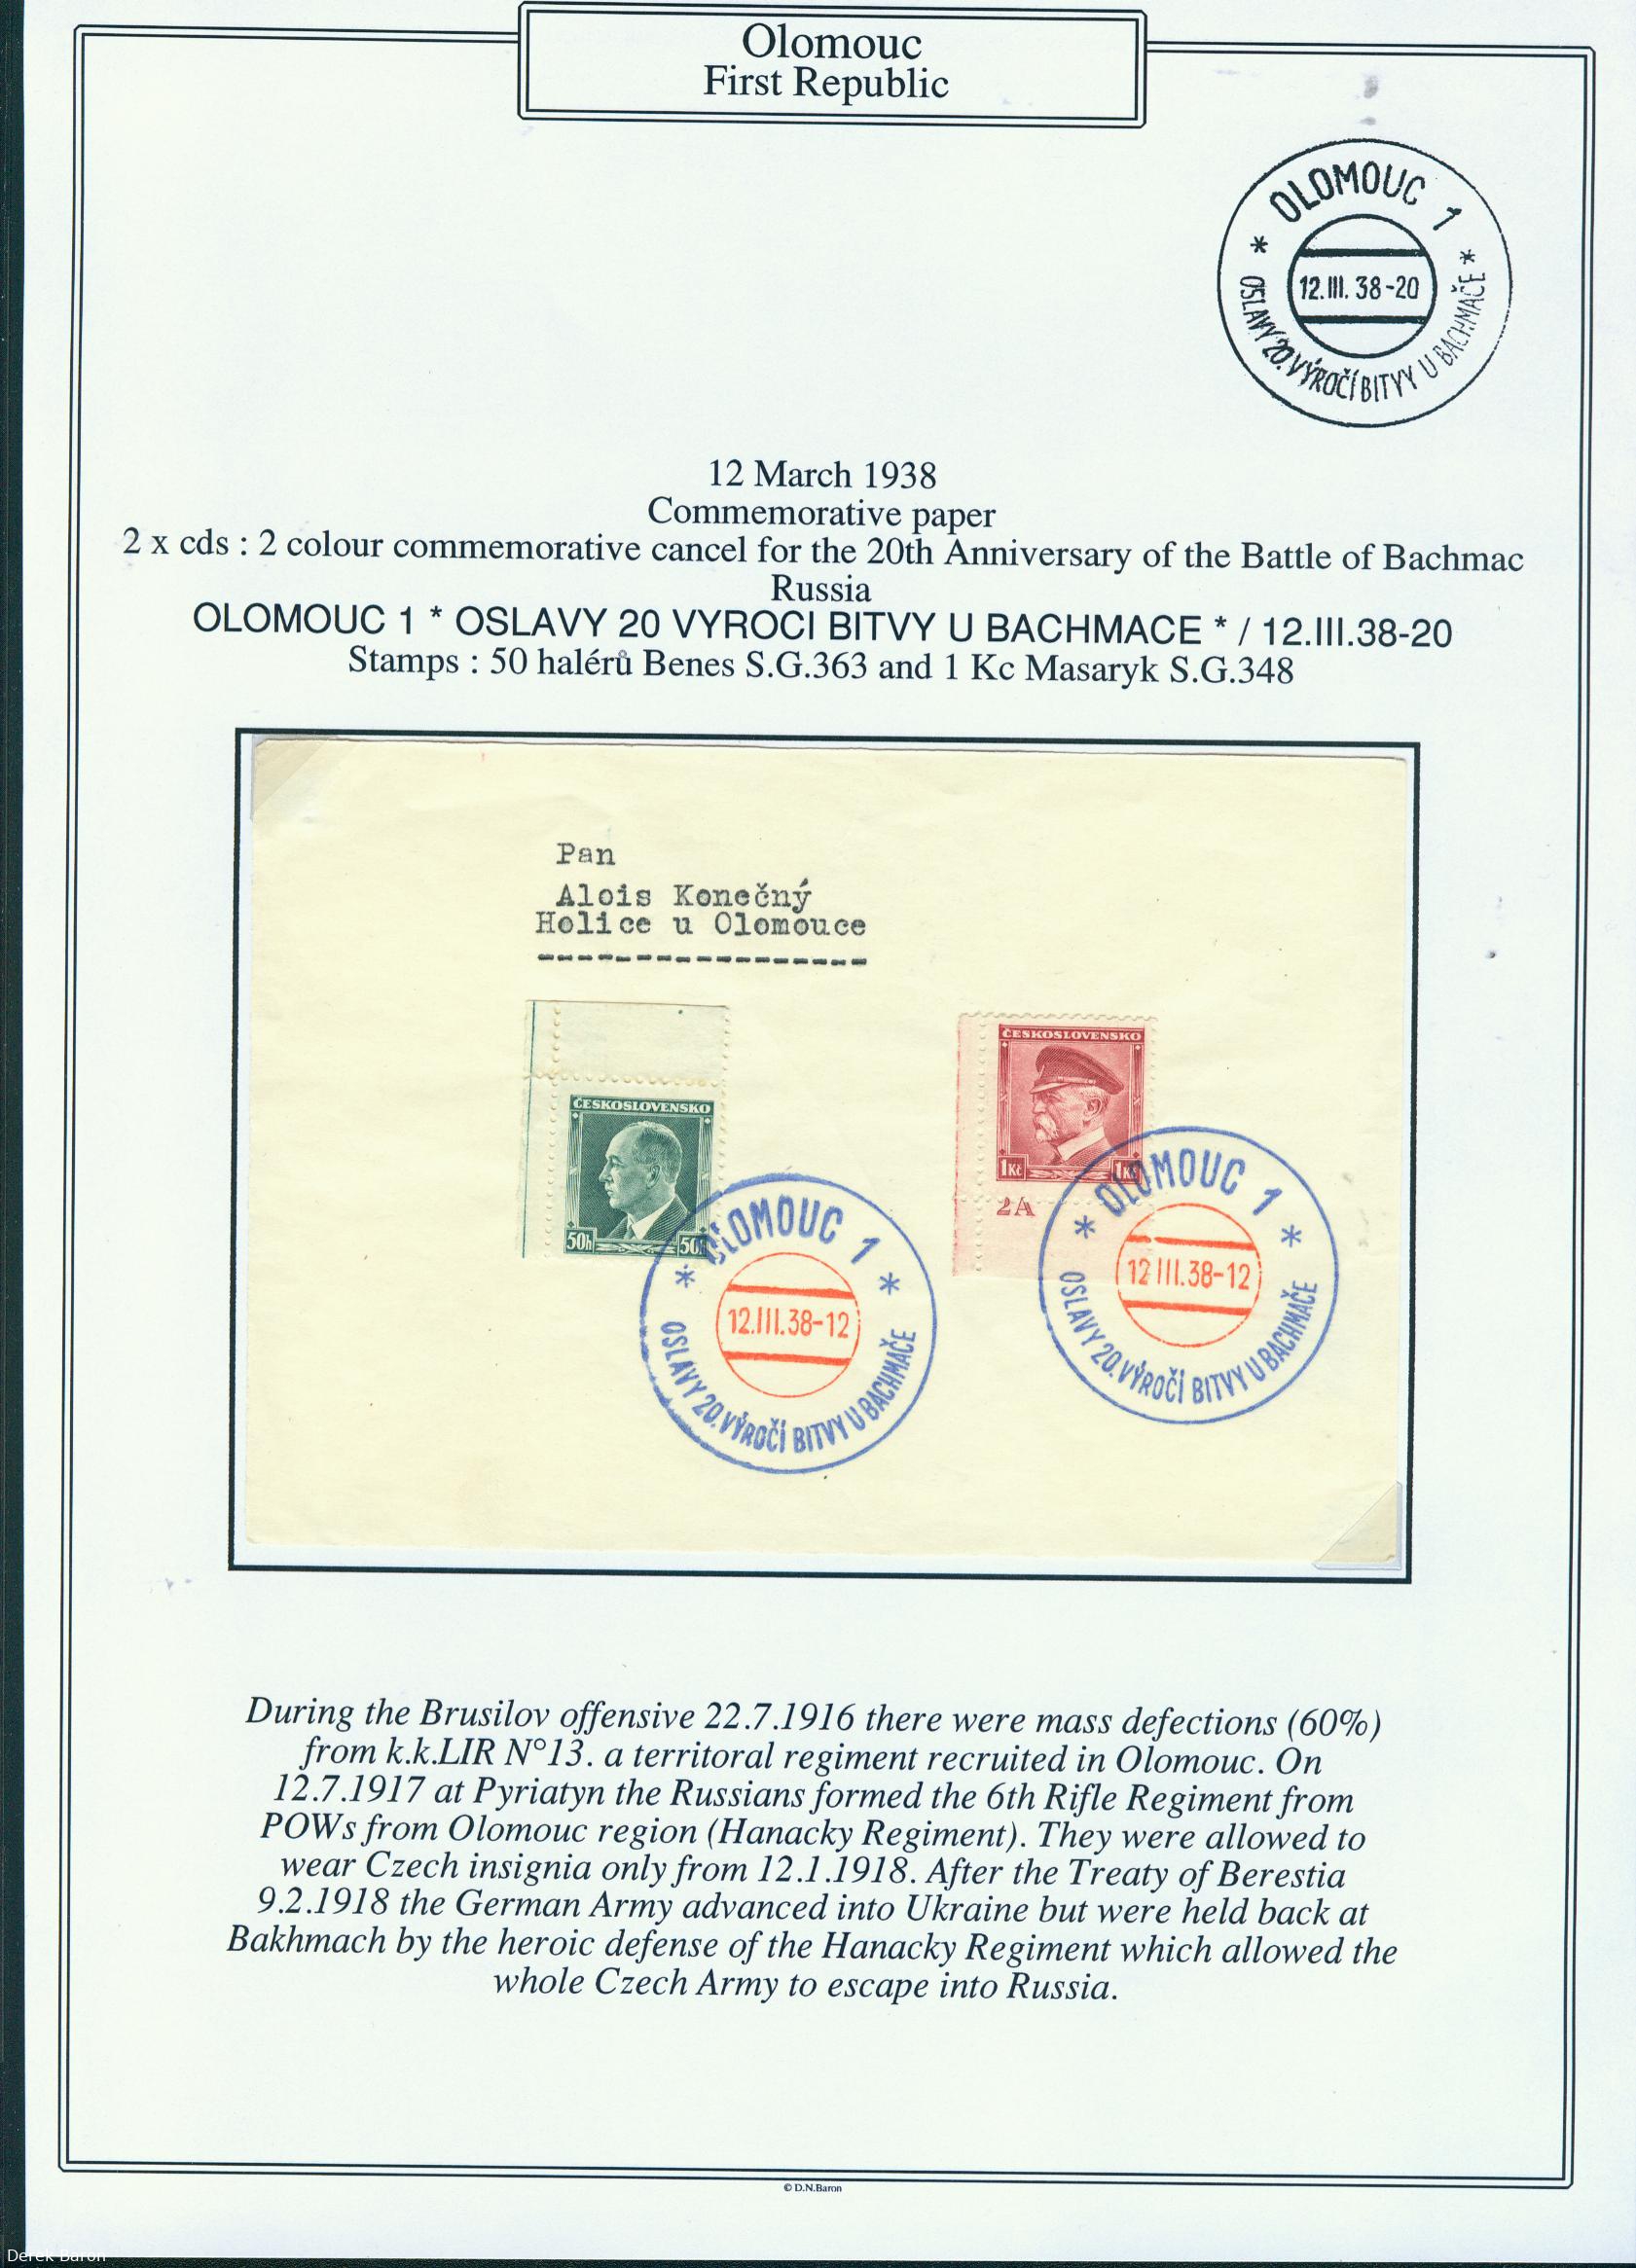 Olomouc
First Republic
OLOMOUC 1
* *
12.III.38-20
OSLAVY 20. VÝROČÍ BITVY U BACHMAČE
12 March 1938
Commemorative paper
2 x cds : 2 colour commemorative cancel for the 20th Anniversary of the Battle of Bachmac
Russia
OLOMOUC 1 * OSLAVY 20 VYROCI BITVY U BACHMACE * / 12.III.38-20
Stamps : 50 halérů Benes S.G.363 and 1 Kc Masaryk S.G.348
Pan
Alois Konečný
Holice u Olomouce
------------------
ČESKOSLOVENSKO
50h 50h
ČESKOSLOVENSKO
1Kč 1Kč
2A
OLOMOUC 1
* *
12.III.38-12
OSLAVY 20. VÝROČÍ BITVY U BACHMAČE
OLOMOUC 1
* *
12 III.38-12
OSLAVY 20. VÝROČÍ BITVY U BACHMAČE
During the Brusilov offensive 22.7.1916 there were mass defections (60%)
from k.k.LIR N°13. a territoral regiment recruited in Olomouc. On
12.7.1917 at Pyriatyn the Russians formed the 6th Rifle Regiment from
POWs from Olomouc region (Hanacky Regiment). They were allowed to
wear Czech insignia only from 12.1.1918. After the Treaty of Berestia
9.2.1918 the German Army advanced into Ukraine but were held back at
Bakhmach by the heroic defense of the Hanacky Regiment which allowed the
whole Czech Army to escape into Russia.
© D.N.Baron
Derek Baron